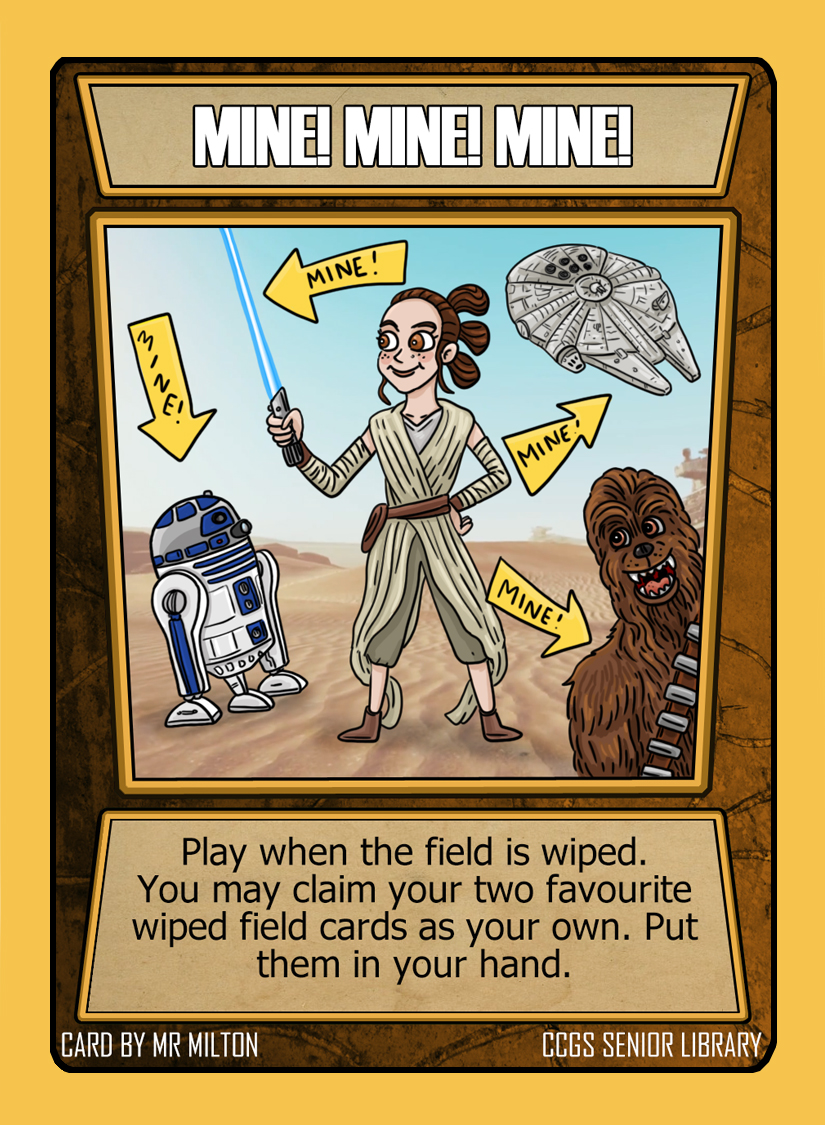 MINE! MINE! MINE!
MINE!
MINE!
MINE!
MINE!
Play when the field is wiped.
You may claim your two favourite
wiped field cards as your own. Put
them in your hand.
CARD BY MR MILTON
CCGS SENIOR LIBRARY